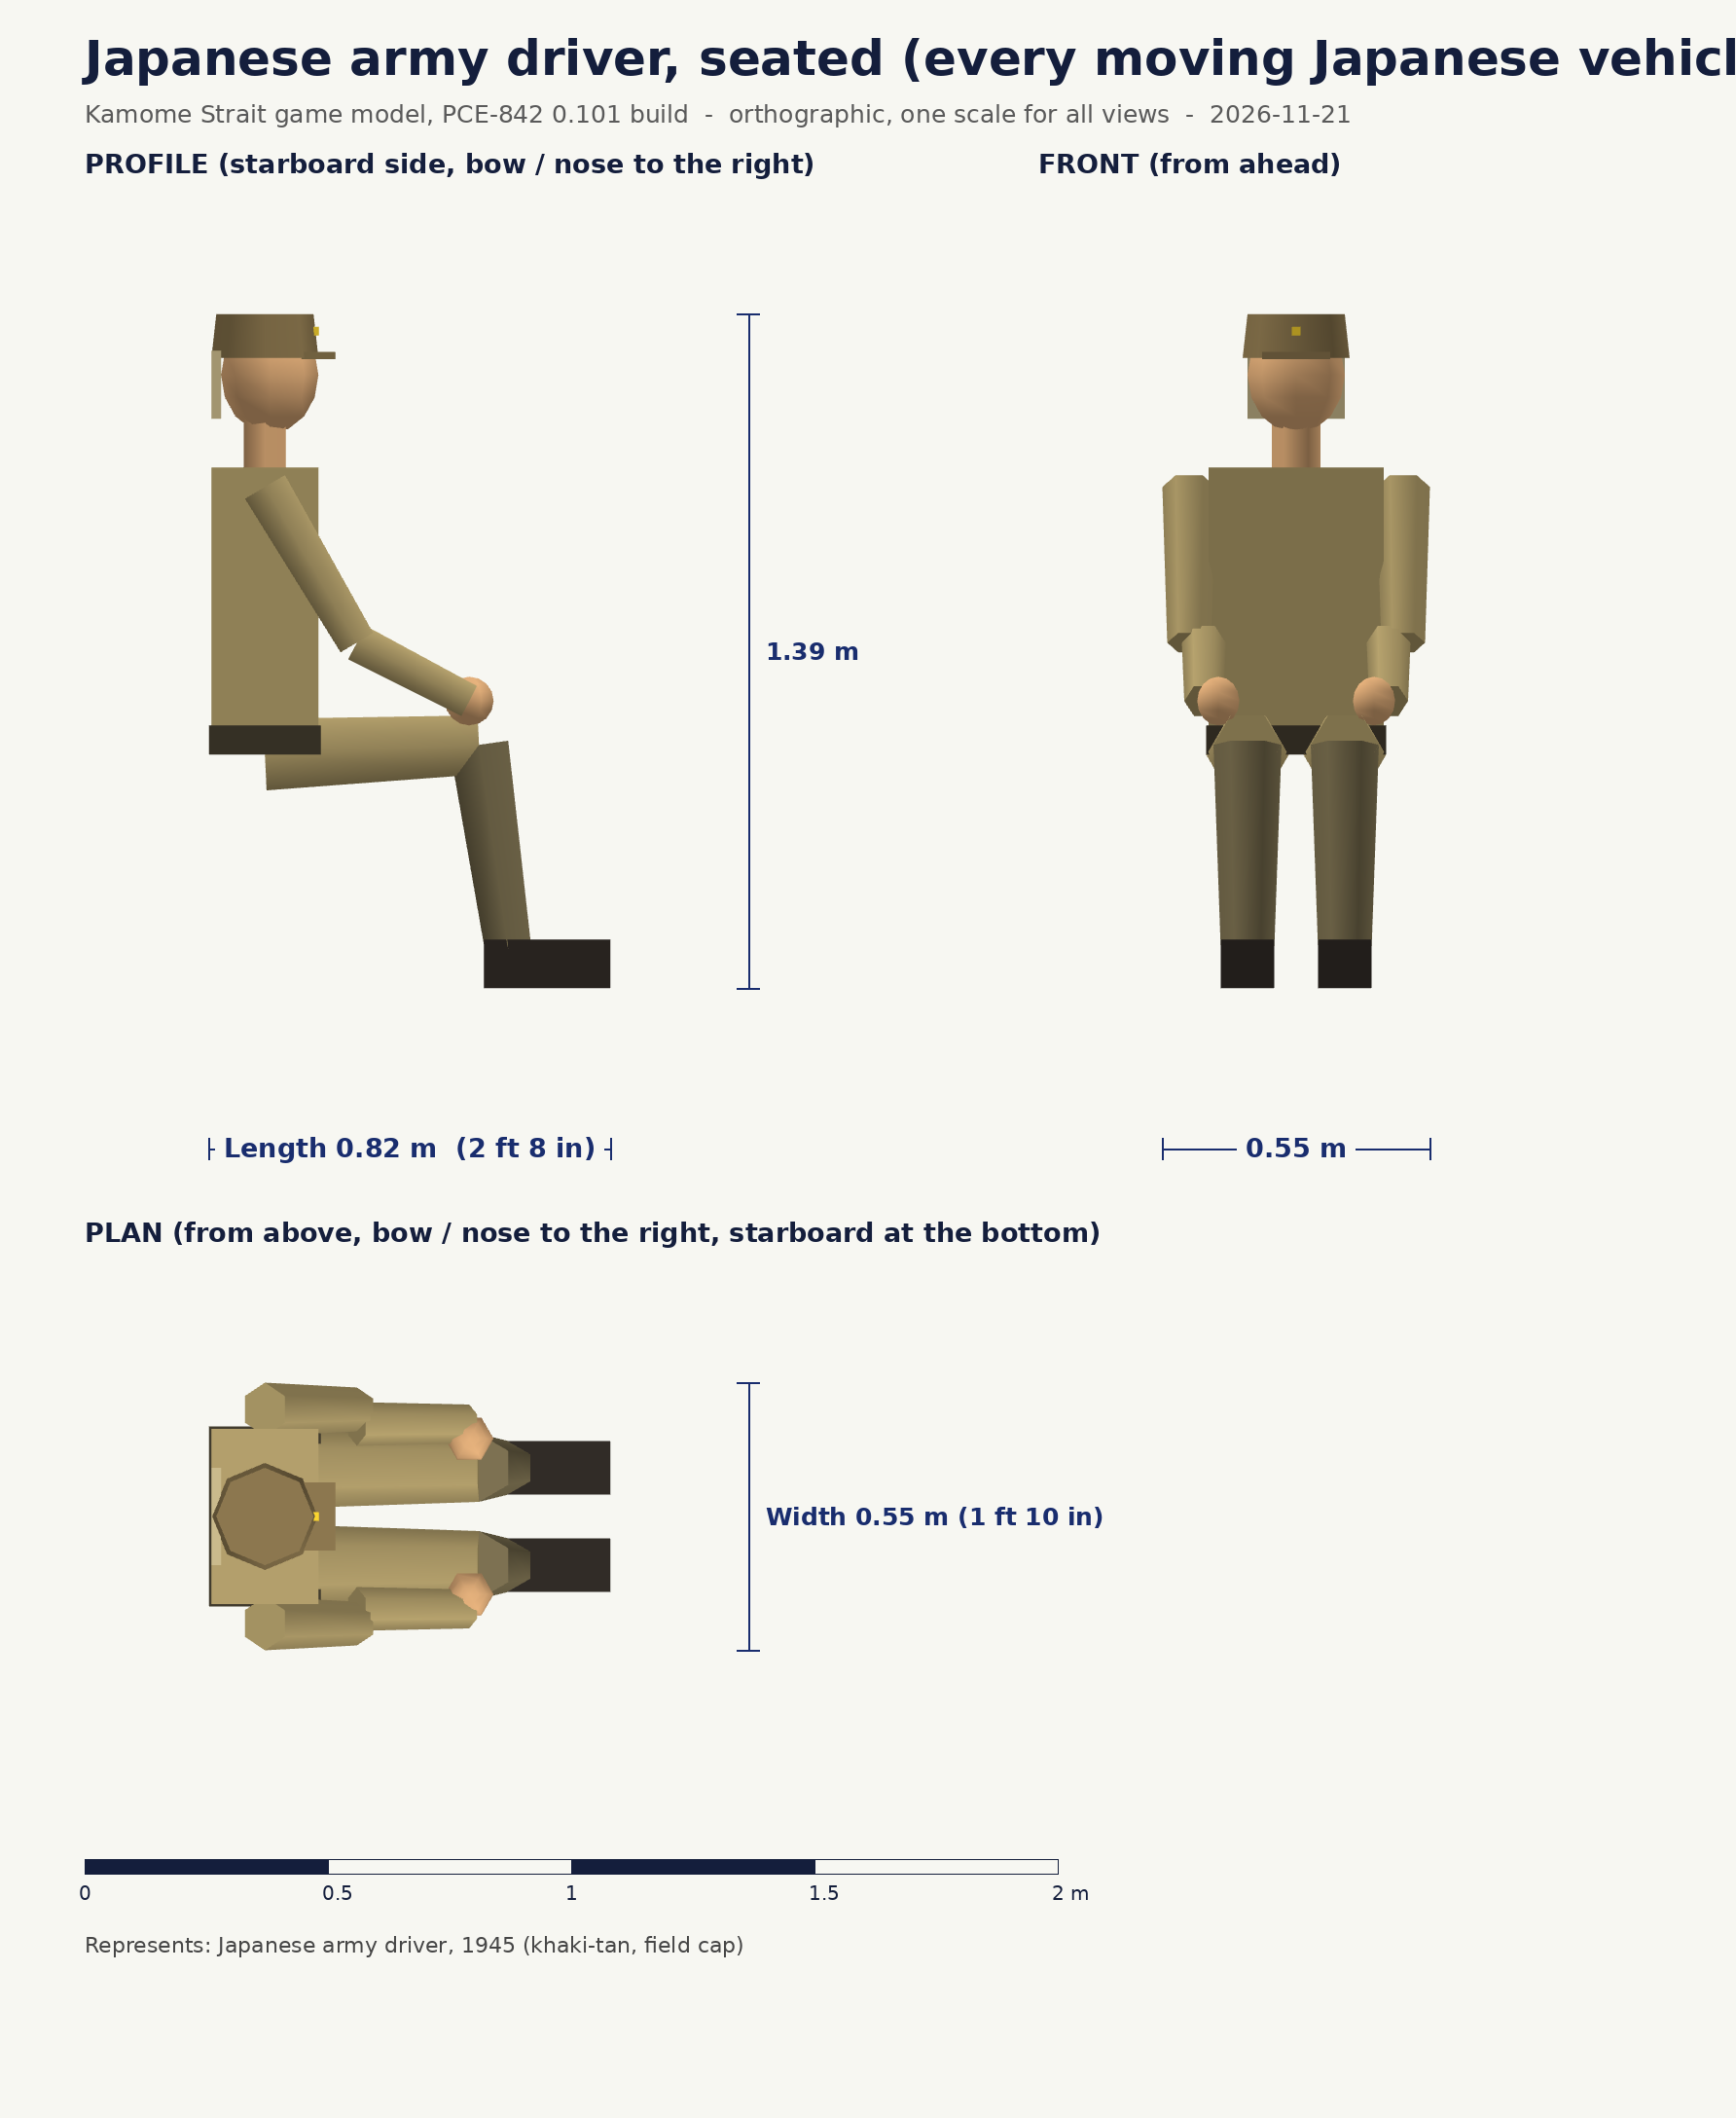 Japanese army driver, seated (every moving Japanese vehicl
Kamome Strait game model, PCE-842 0.101 build - orthographic, one scale for all views - 2026-11-21
PROFILE (starboard side, bow / nose to the right)
FRONT (from ahead)
1.39 m
Length 0.82 m (2 ft 8 in)
0.55 m
PLAN (from above, bow / nose to the right, starboard at the bottom)
Width 0.55 m (1 ft 10 in)
0 0.5 1 1.5 2 m
Represents: Japanese army driver, 1945 (khaki-tan, field cap)